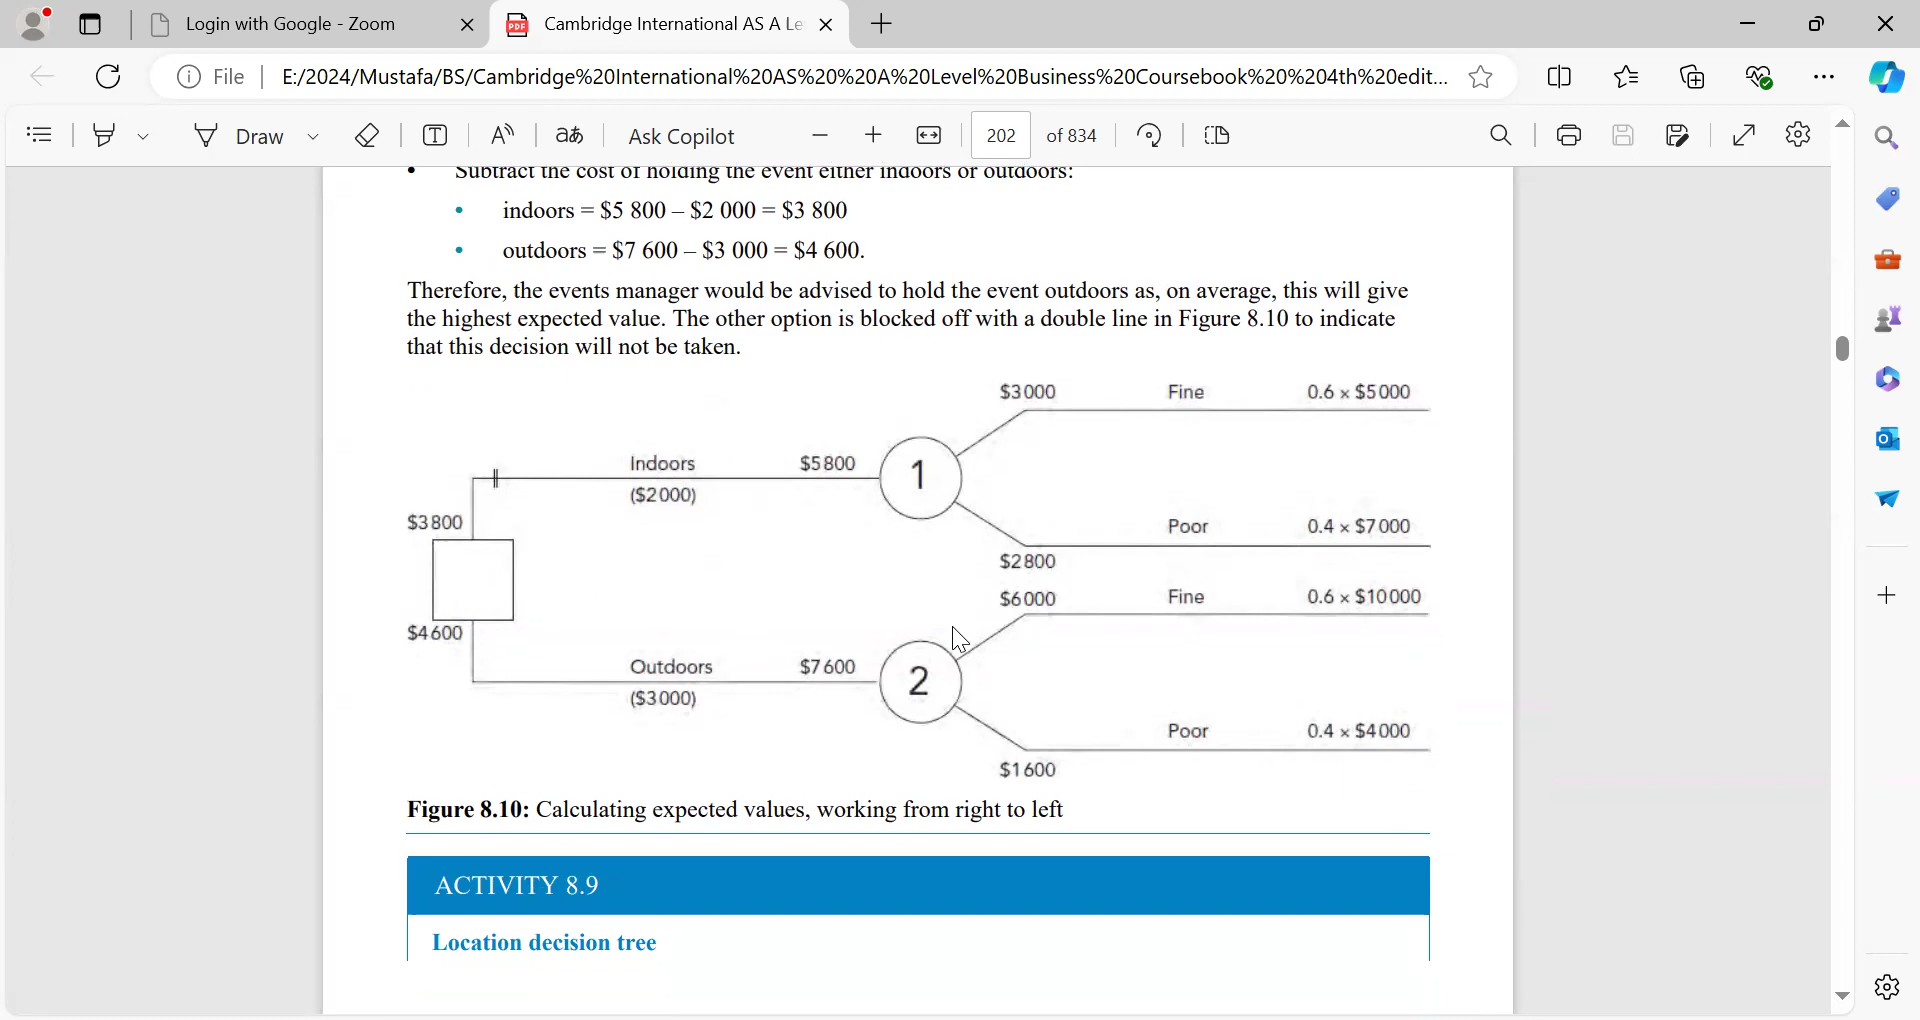 Login with Google - Zoom
Cambridge International AS A Le
File
E:/2024/Mustafa/BS/Cambridge%20International%20AS%20%20A%20Level%20Business%20Coursebook%20%204th%20edit...
Draw
Ask Copilot
202
of 834
• Subtract the cost of holding the event either indoors or outdoors:
• indoors = $5 800 – $2 000 = $3 800
• outdoors = $7 600 – $3 000 = $4 600.
Therefore, the events manager would be advised to hold the event outdoors as, on average, this will give
the highest expected value. The other option is blocked off with a double line in Figure 8.10 to indicate
that this decision will not be taken.
$3000 Fine 0.6 × $5000
Indoors $5800 1
($2000)
$3800
Poor 0.4 × $7000
$2800
$6000 Fine 0.6 × $10000
$4600
Outdoors $7600 2
($3000)
Poor 0.4 × $4000
$1600
Figure 8.10: Calculating expected values, working from right to left
ACTIVITY 8.9
Location decision tree